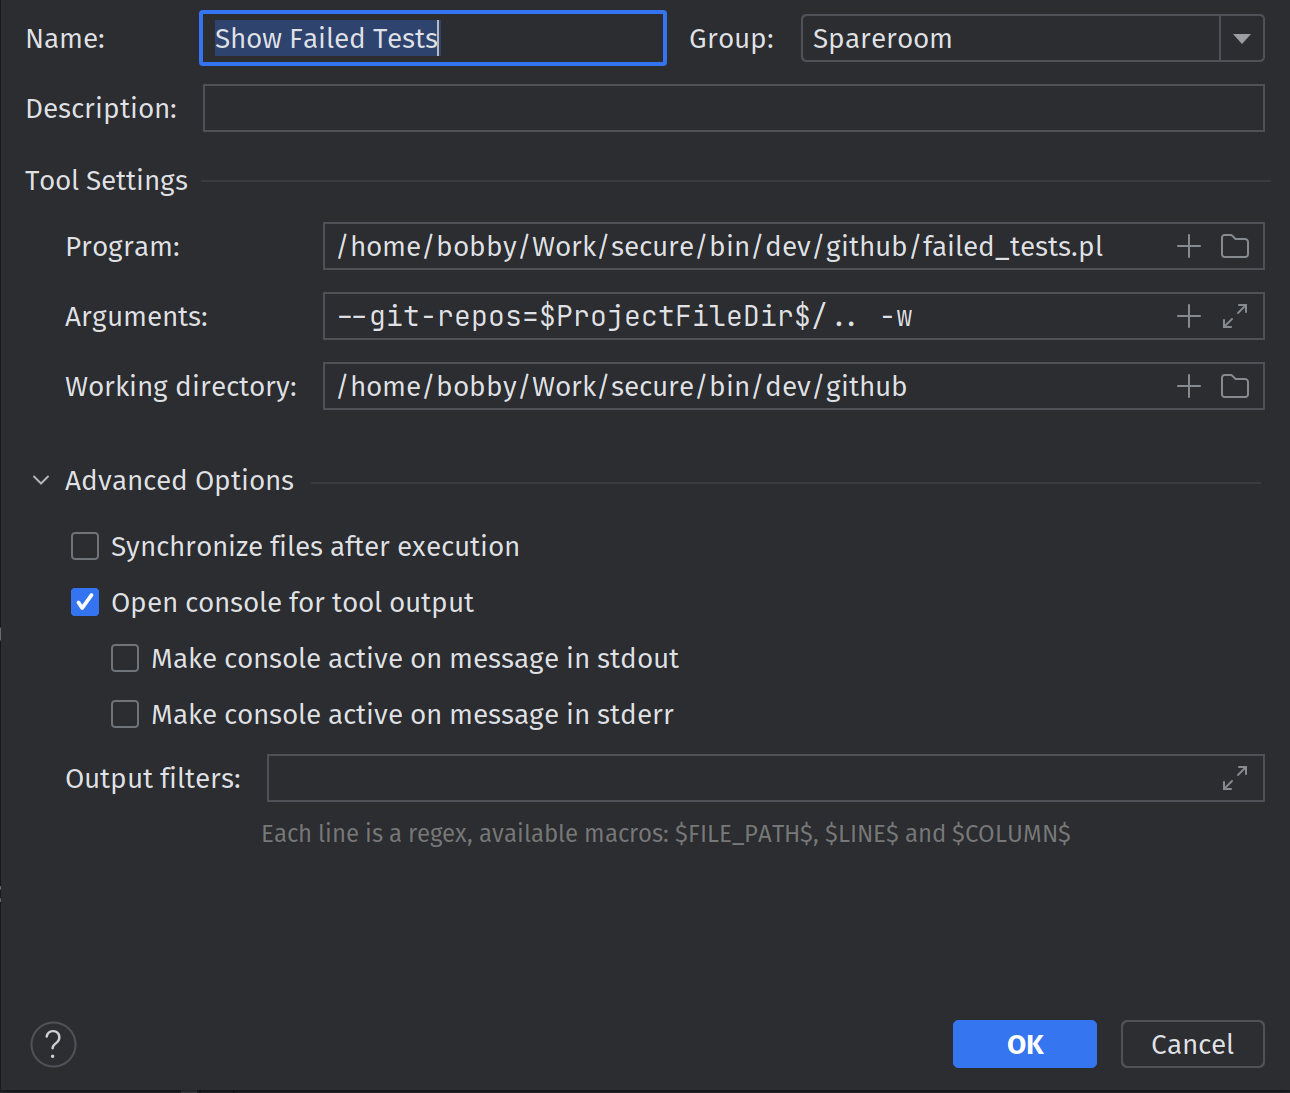 Name: Show Failed Tests Group: Spareroom
Description:
Tool Settings
Program: /home/bobby/Work/secure/bin/dev/github/failed_tests.pl
Arguments: --git-repos=$ProjectFileDir$/.. -w
Working directory: /home/bobby/Work/secure/bin/dev/github
Advanced Options
Synchronize files after execution
Open console for tool output
Make console active on message in stdout
Make console active on message in stderr
Output filters:
Each line is a regex, available macros: $FILE_PATH$, $LINE$ and $COLUMN$
? OK Cancel